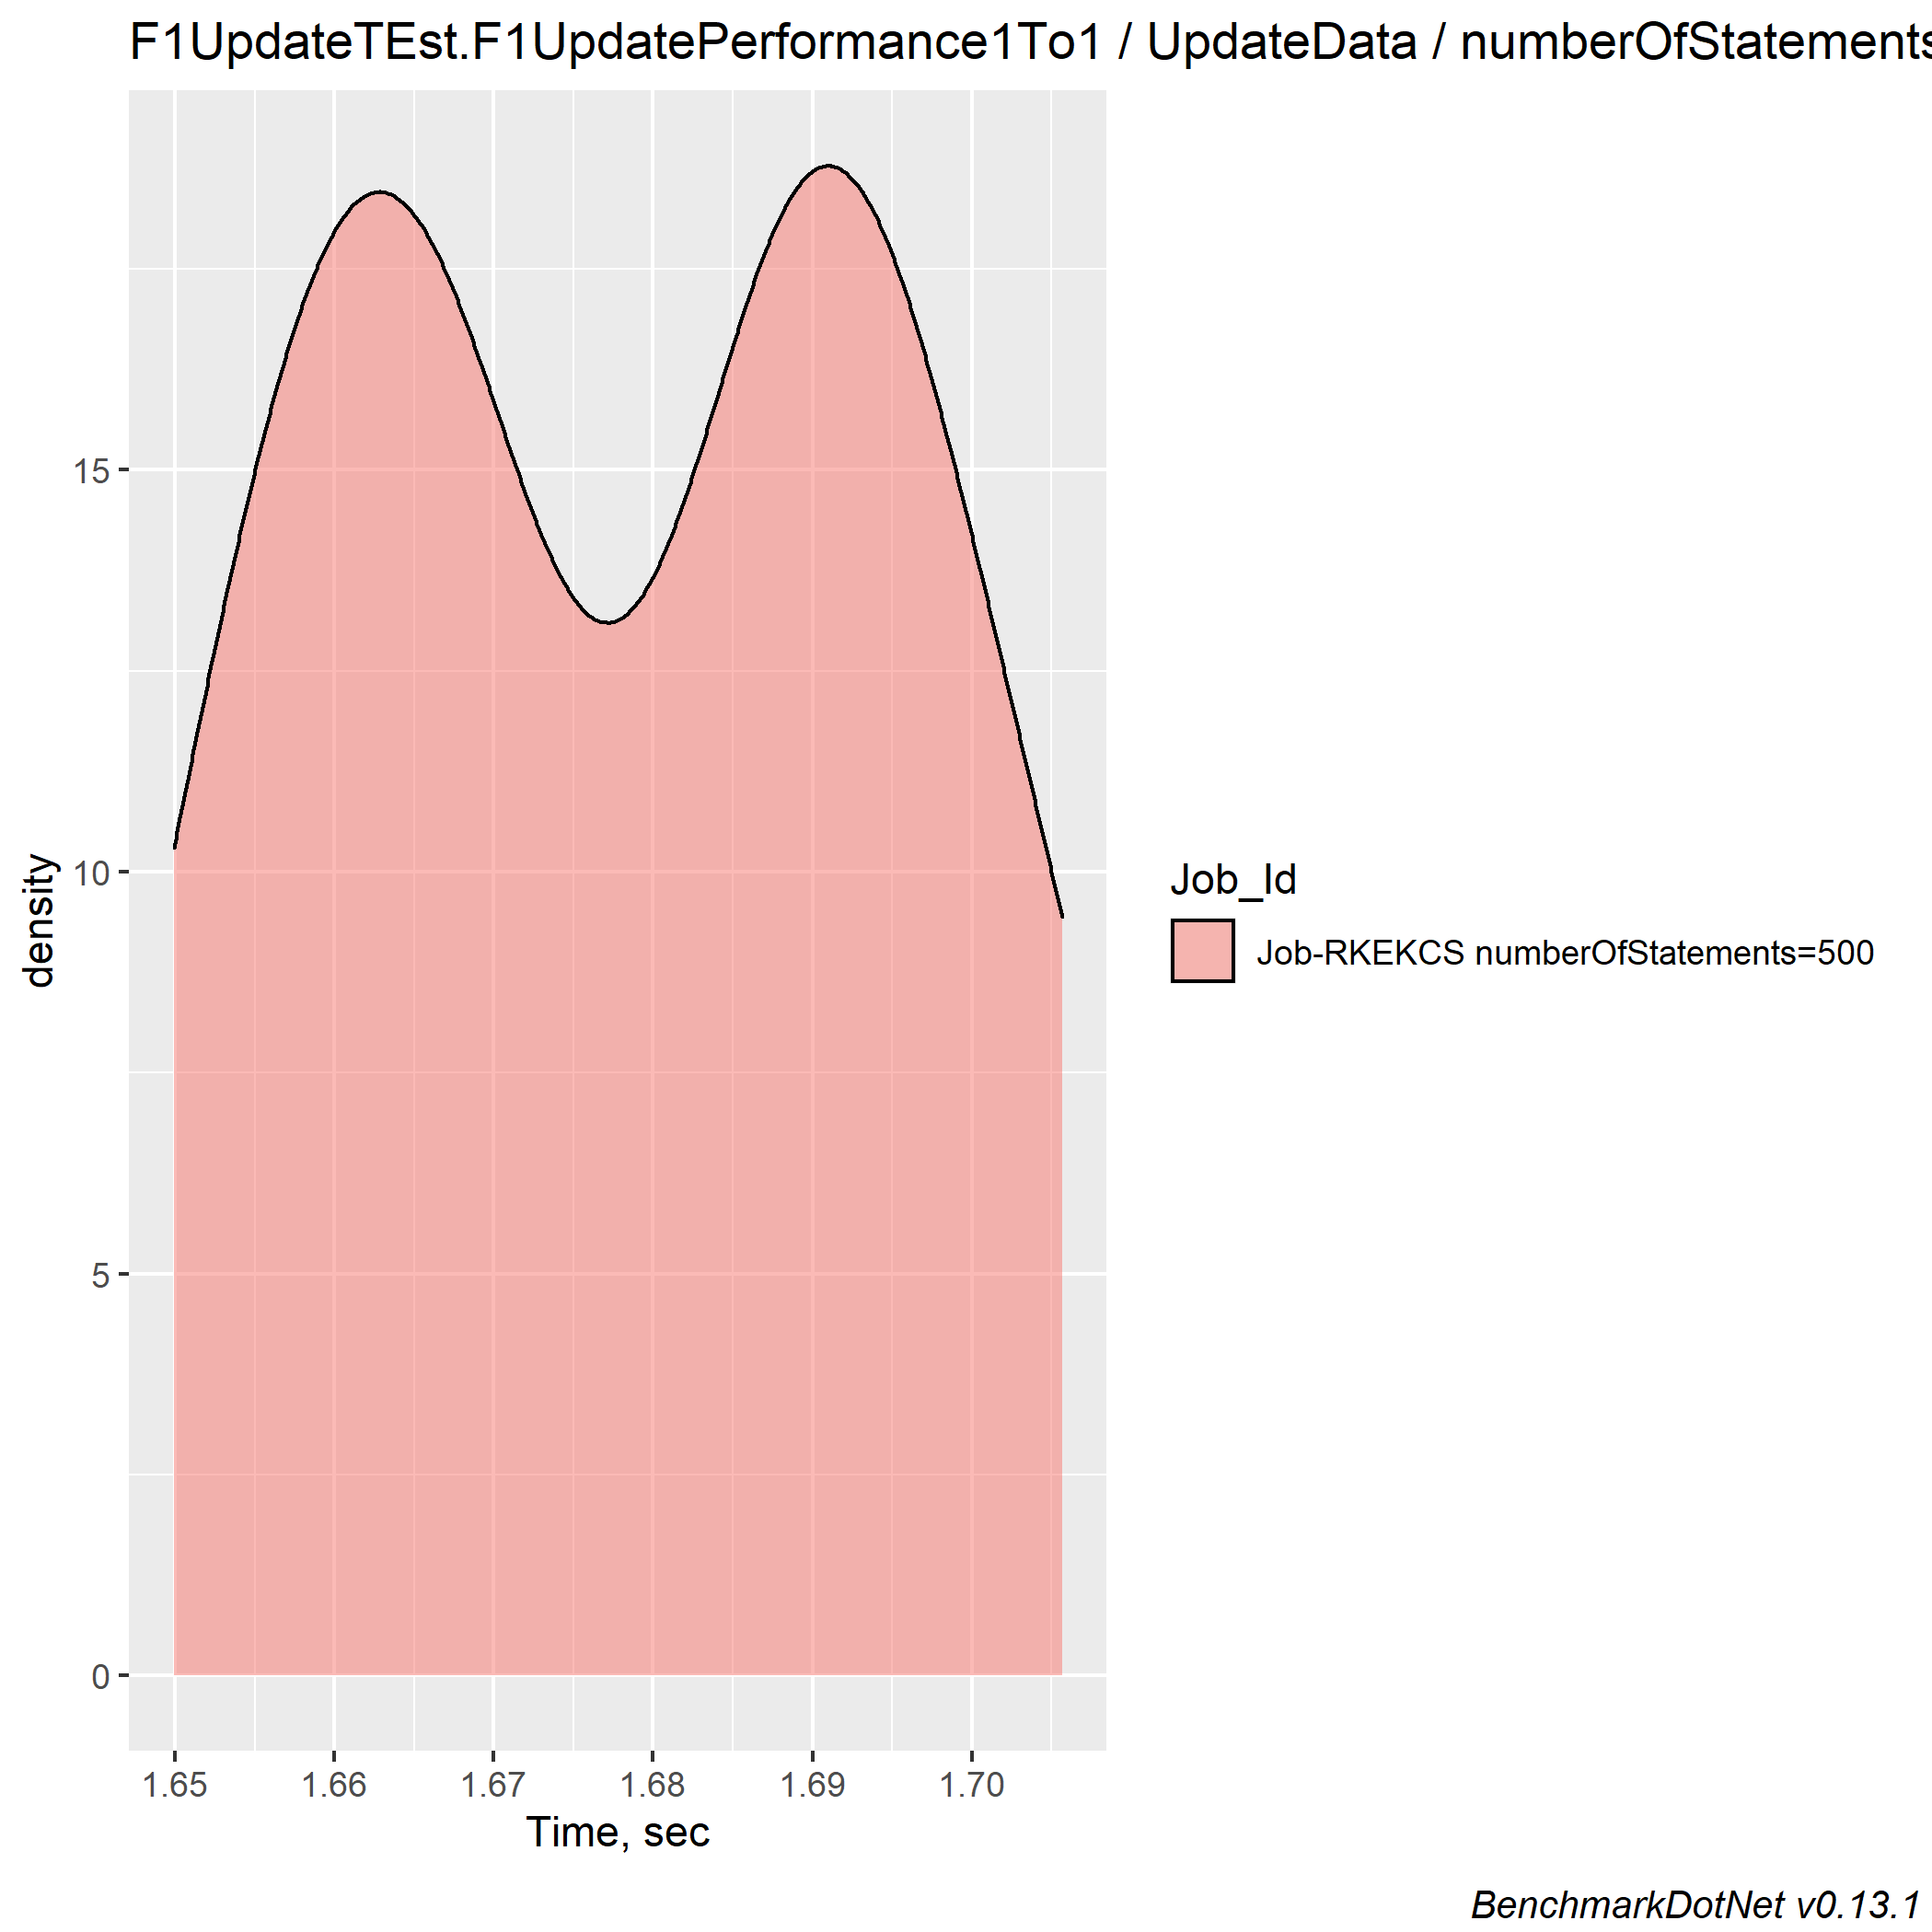 F1UpdateTEst.F1UpdatePerformance1To1 / UpdateData / numberOfStatements
15
10
5
0
density
1.65 1.66 1.67 1.68 1.69 1.70
Time, sec
Job_Id
Job-RKEKCS numberOfStatements=500
BenchmarkDotNet v0.13.1